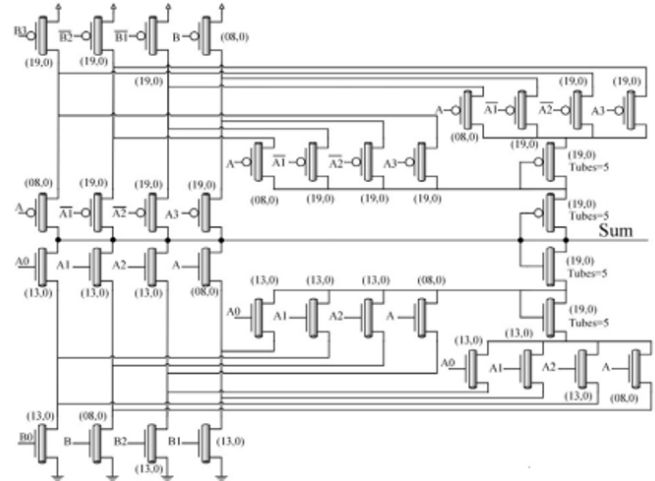 B3 B2 B1 B (08,0)
(19,0) (19,0) (19,0)
(19,0) (19,0)
A A1 A2 A3
(08,0) (19,0)
A A1 A2 A3 (19,0)
Tubes=5
(08,0) (19,0) (19,0) (19,0)
(08,0) (19,0) (19,0) (19,0) (19,0)
Tubes=5
A A1 A2 A3
Sum
A0 A1 A2 A (19,0)
Tubes=5
(13,0) (13,0) (13,0) (08,0)
(13,0) (13,0) (13,0) (08,0)
A0 A1 A2 A (19,0)
Tubes=5
(13,0) (13,0)
A0 A1 A2 A
(13,0) (08,0)
(13,0) (08,0)
B0 B B2 B1 (13,0)
(13,0)